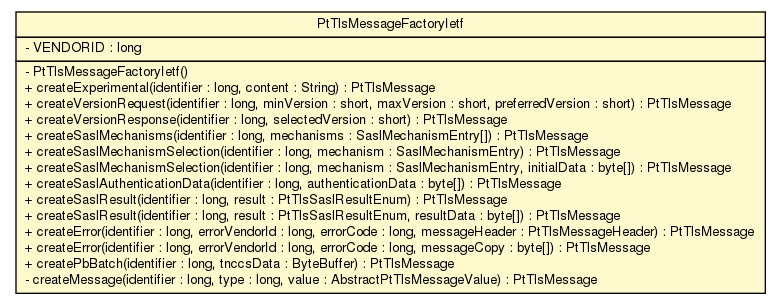 PtTlsMessageFactoryIetf
- VENDORID : long
- PtTlsMessageFactoryIetf()
+ createExperimental(identifier : long, content : String) : PtTlsMessage
+ createVersionRequest(identifier : long, minVersion : short, maxVersion : short, preferredVersion : short) : PtTlsMessage
+ createVersionResponse(identifier : long, selectedVersion : short) : PtTlsMessage
+ createSaslMechanisms(identifier : long, mechanisms : SaslMechanismEntry[]) : PtTlsMessage
+ createSaslMechanismSelection(identifier : long, mechanism : SaslMechanismEntry) : PtTlsMessage
+ createSaslMechanismSelection(identifier : long, mechanism : SaslMechanismEntry, initialData : byte[]) : PtTlsMessage
+ createSaslAuthenticationData(identifier : long, authenticationData : byte[]) : PtTlsMessage
+ createSaslResult(identifier : long, result : PtTlsSaslResultEnum) : PtTlsMessage
+ createSaslResult(identifier : long, result : PtTlsSaslResultEnum, resultData : byte[]) : PtTlsMessage
+ createError(identifier : long, errorVendorId : long, errorCode : long, messageHeader : PtTlsMessageHeader) : PtTlsMessage
+ createError(identifier : long, errorVendorId : long, errorCode : long, messageCopy : byte[]) : PtTlsMessage
+ createPbBatch(identifier : long, tnccsData : ByteBuffer) : PtTlsMessage
- createMessage(identifier : long, type : long, value : AbstractPtTlsMessageValue) : PtTlsMessage